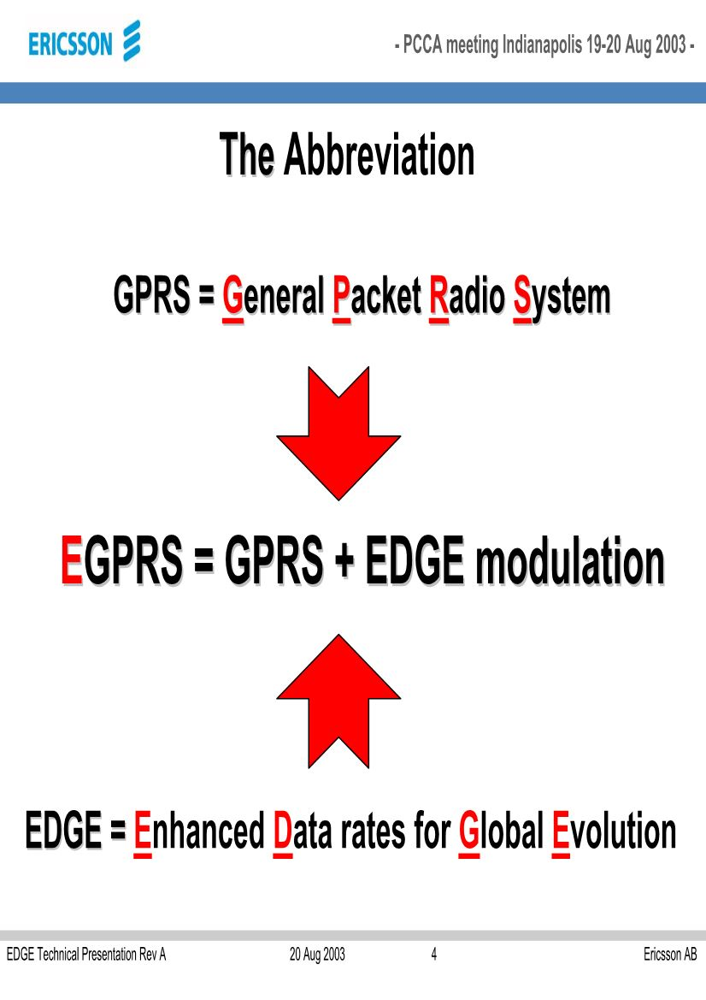 ERICSSON
- PCCA meeting Indianapolis 19-20 Aug 2003 -
The Abbreviation
GPRS = General Packet Radio System
EGPRS = GPRS + EDGE modulation
EDGE = Enhanced Data rates for Global Evolution
EDGE Technical Presentation Rev A 20 Aug 2003 4 Ericsson AB